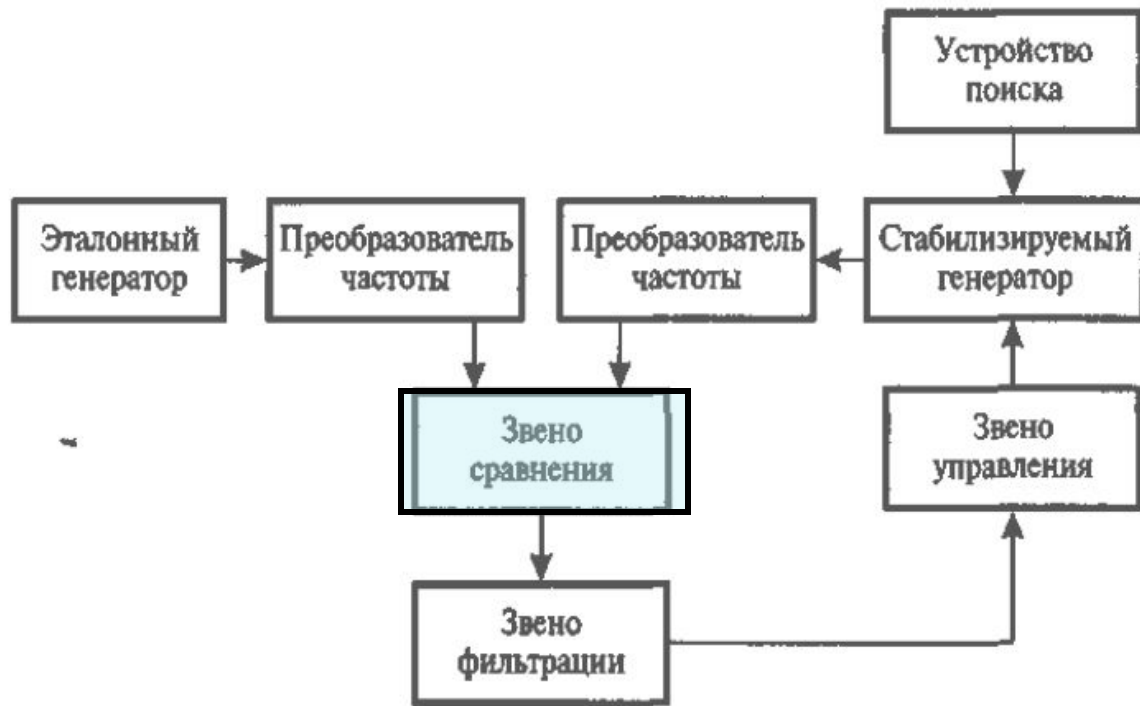 Устройство
поиска
Эталонный
генератор
Преобразователь
частоты
Преобразователь
частоты
Стабилизируемый
генератор
Звено
сравнения
Звено
управления
Звено
фильтрации